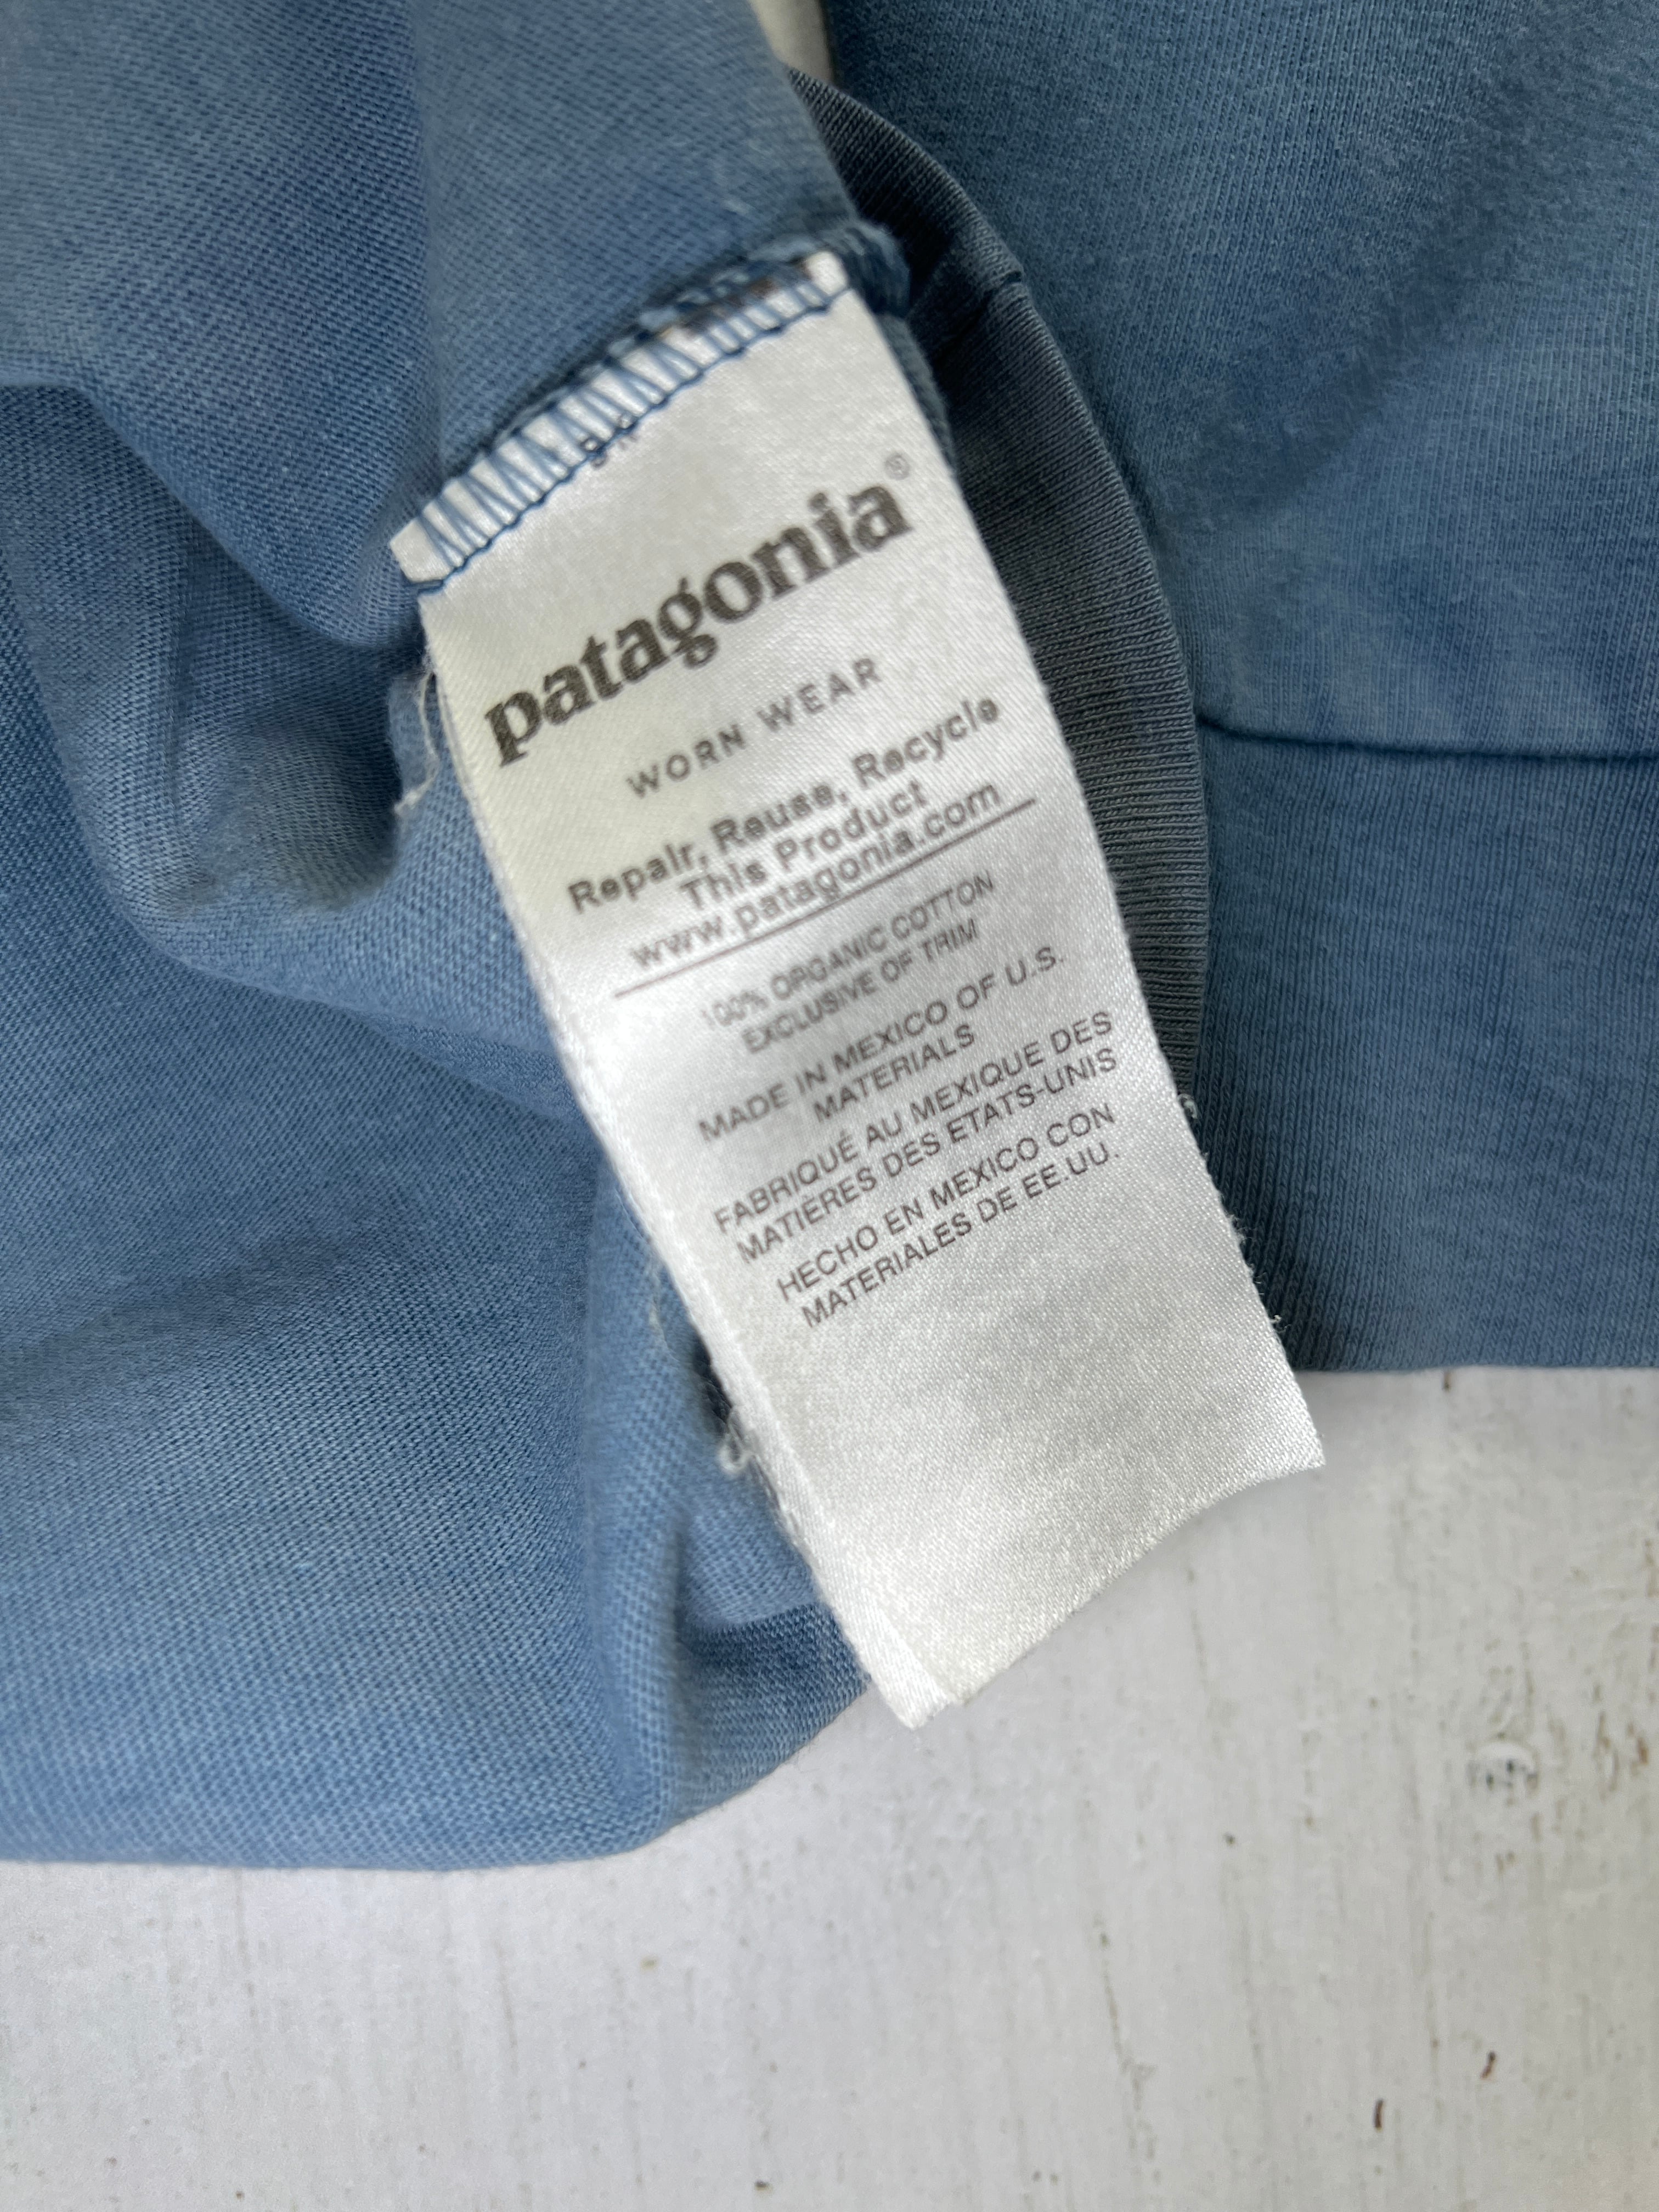 patagonia®
WORN WEAR
Repair, Reuse, Recycle
This Product
www.patagonia.com
100% ORGANIC COTTON
EXCLUSIVE OF TRIM
MADE IN MEXICO OF U.S.
MATERIALS
FABRIQUÉ AU MEXIQUE DES
MATIÈRES DES ETATS-UNIS
HECHO EN MEXICO CON
MATERIALES DE EE.UU.